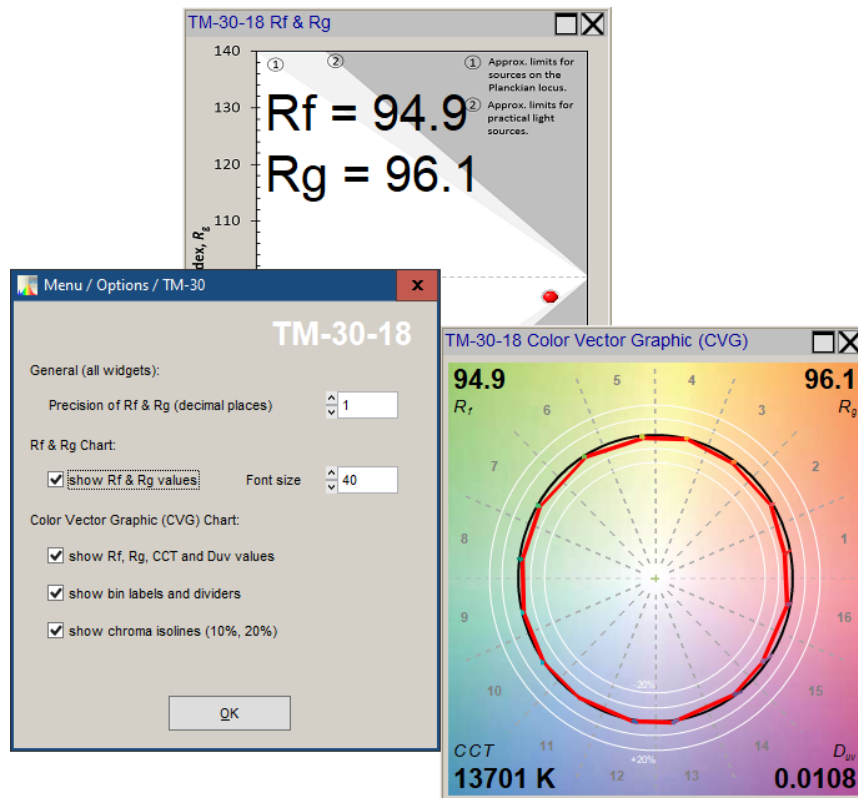 TM-30-18 Rf & Rg
140
130
120
110
1
2
1 Approx. limits for
sources on the
Planckian locus.
2 Approx. limits for
practical light
sources.
Rf = 94.9
Rg = 96.1
dex, Rg
Menu / Options / TM-30
x
TM-30-18
General (all widgets):
Precision of Rf & Rg (decimal places) 1
Rf & Rg Chart:
show Rf & Rg values Font size 40
Color Vector Graphic (CVG) Chart:
show Rf, Rg, CCT and Duv values
show bin labels and dividers
show chroma isolines (10%, 20%)
OK
TM-30-18 Color Vector Graphic (CVG)
94.9
Rf
96.1
Rg
5
4
6
3
7
2
8
1
9
16
10
15
11
14
12
13
-20%
+20%
CCT
13701 K
Duv
0.0108